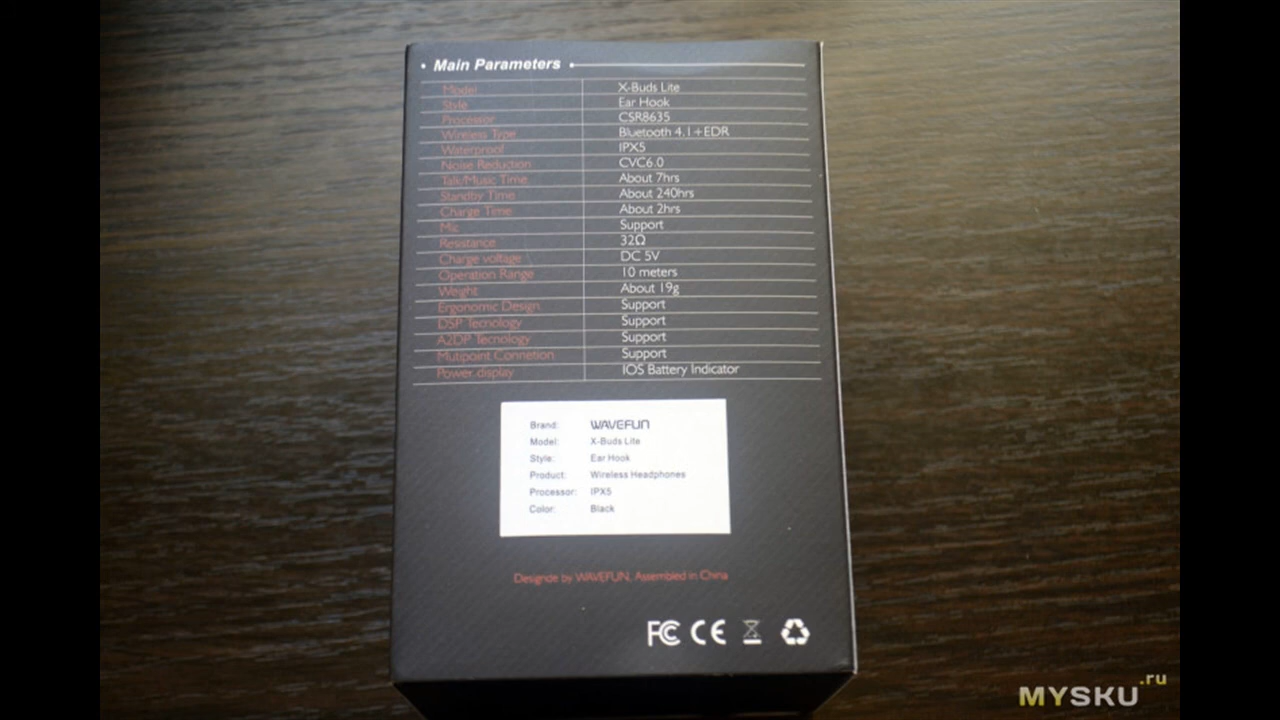 • Main Parameters •
Model X-Buds Lite
Style Ear Hook
Processor CSR8635
Wireless Type Bluetooth 4.1+EDR
Waterproof IPX5
Noise Reduction CVC6.0
Talk/Music Time About 7hrs
Standby Time About 240hrs
Charge Time About 2hrs
Mic Support
Resistance 32Ω
Charge voltage DC 5V
Operation Range 10 meters
Weight About 19g
Ergonomic Design Support
DSP Tecnology Support
A2DP Tecnology Support
Mutipoint Connetion Support
Power display IOS Battery Indicator
Brand: WAVEFUN
Model: X-Buds Lite
Style: Ear Hook
Product: Wireless Headphones
Processor: IPX5
Color: Black
Designde by WAVEFUN, Assembled in China
FC CE
MYSKU.ru